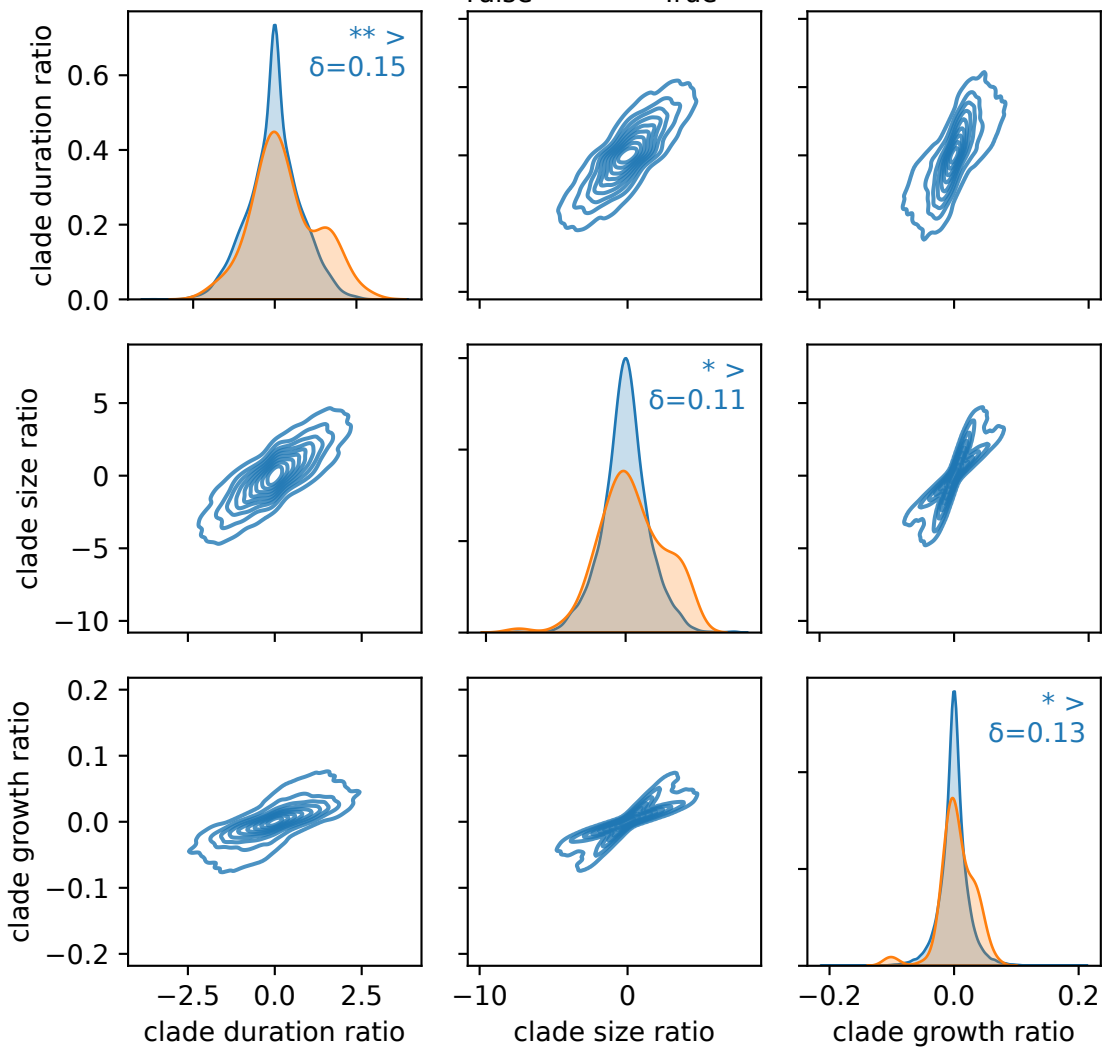 ** >
δ=0.15
clade duration ratio
0.6
0.4
0.2
0.0
* >
δ=0.11
clade size ratio
5
0
−5
−10
* >
δ=0.13
clade growth ratio
0.2
0.1
0.0
−0.1
−0.2
−2.5 0.0 2.5
−10 0
−0.2 0.0 0.2
clade duration ratio
clade size ratio
clade growth ratio